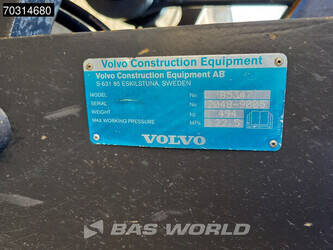 70314680
Volvo Construction Equipment
Volvo Construction Equipment AB
S-631 85 ESKILSTUNA, SWEDEN
MODEL No.
SERIAL No.
WEIGHT kg 494
MAX WORKING PRESSURE MPa
VOLVO
BAS WORLD